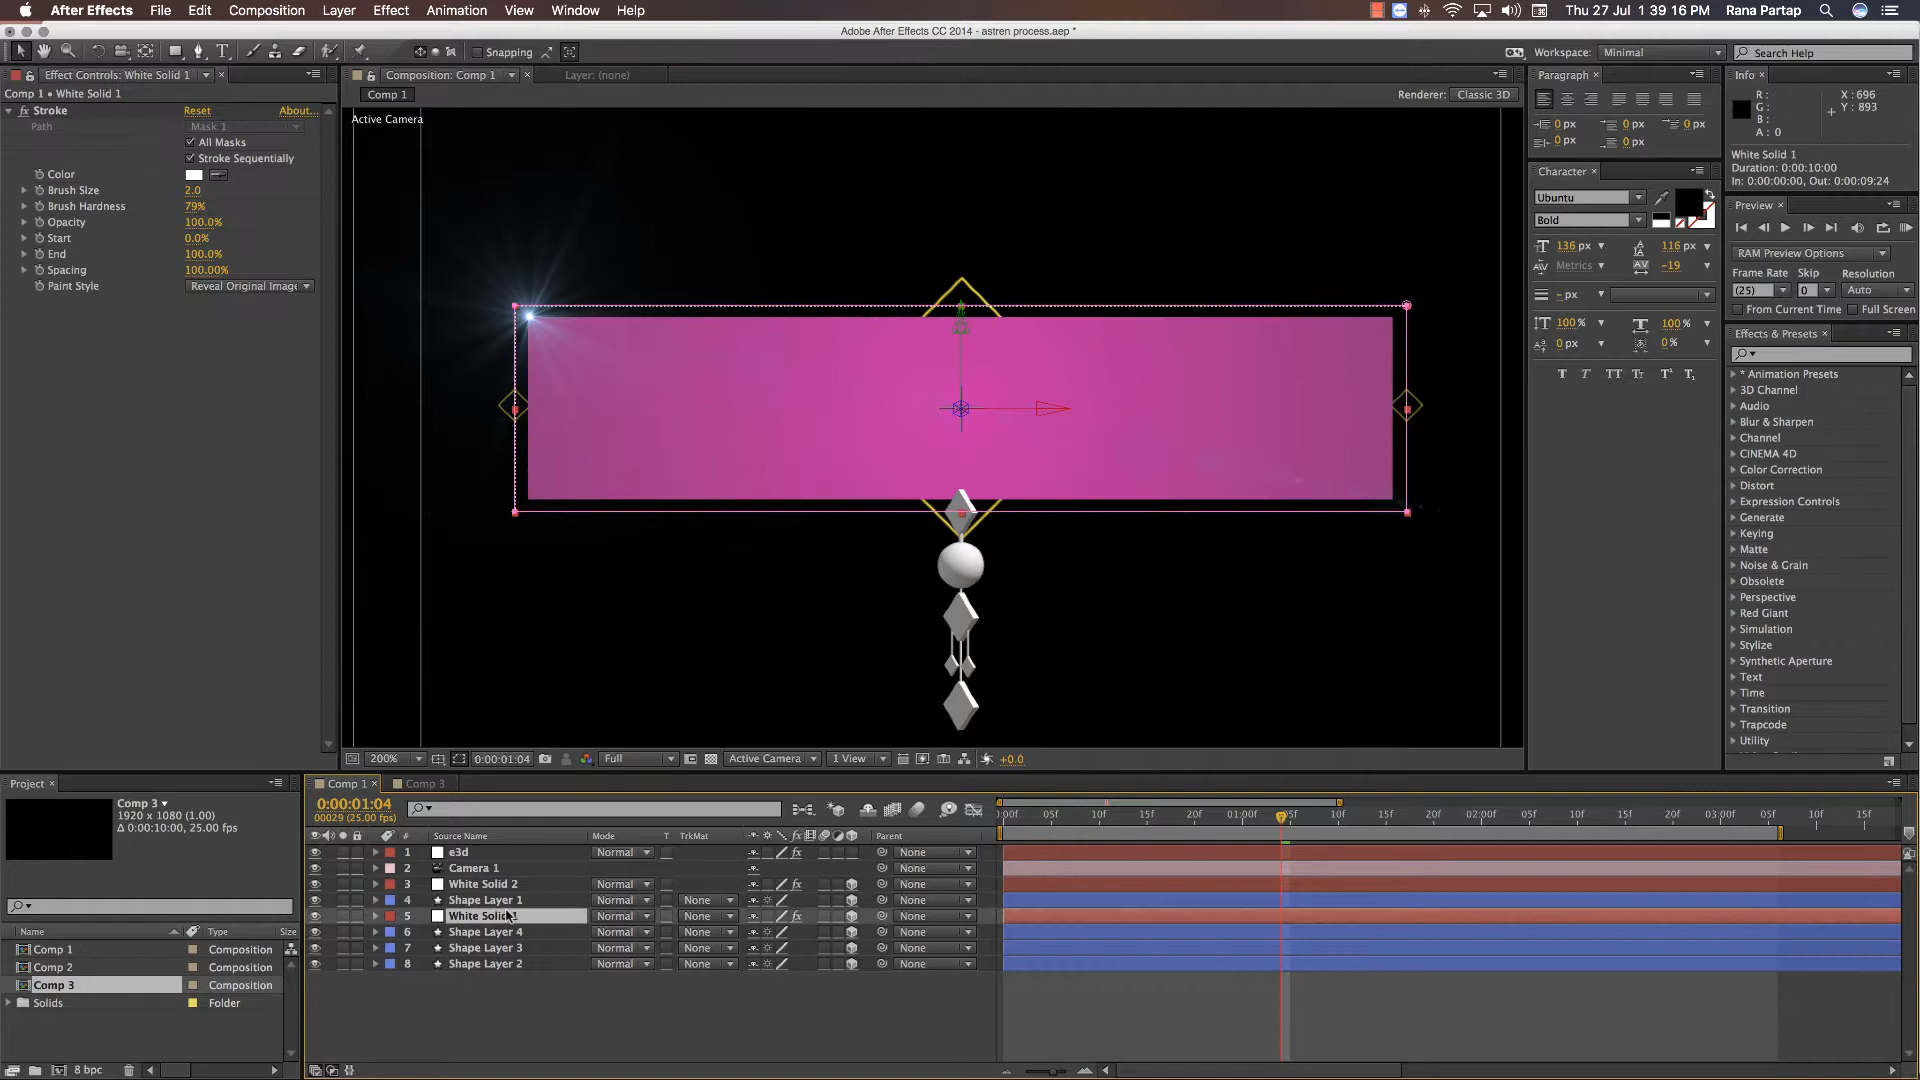 After Effects File Edit Composition Layer Effect Animation View Window Help Thu 27 Jul 1 39 16 PM Rana Partap
Adobe After Effects CC 2014 - astren process.aep *
Snapping Workspace: Minimal Search Help
Effect Controls: White Solid 1 Composition: Comp 1 Layer: (none) Paragraph Info
Comp 1 • White Solid 1 Comp 1 Renderer: Classic 3D
Stroke Reset About...
Path Mask 1
All Masks
Stroke Sequentially
Color
Brush Size 2.0
Brush Hardness 79%
Opacity 100.0%
Start 0.0%
End 100.0%
Spacing 100.00%
Paint Style Reveal Original Image
Active Camera
0 px 0 px 0 px
0 px 0 px
Character
Ubuntu
Bold
136 px 116 px
Metrics -19
- px
100 % 100 %
0 px 0 %
T T TT Tt T¹ T₁
R :
G :
B :
A : 0
X : 696
Y : 893
White Solid 1
Duration: 0:00:10:00
In: 0:00:00:00, Out: 0:00:09:24
Preview
RAM Preview Options
Frame Rate Skip Resolution
(25) 0 Auto
From Current Time Full Screen
Effects & Presets
* Animation Presets
3D Channel
Audio
Blur & Sharpen
Channel
CINEMA 4D
Color Correction
Distort
Expression Controls
Generate
Keying
Matte
Noise & Grain
Obsolete
Perspective
Red Giant
Simulation
Stylize
Synthetic Aperture
Text
Time
Transition
Trapcode
Utility
200% 0:00:01:04 Full Active Camera 1 View +0.0
Project
Comp 3
1920 x 1080 (1.00)
Δ 0:00:10:00, 25.00 fps
Name Type Size
Comp 1 Composition
Comp 2 Composition
Comp 3 Composition
Solids Folder
8 bpc
Comp 1 Comp 3
0:00:01:04
00029 (25.00 fps)
# Source Name Mode T TrkMat Parent
:00f 05f 10f 15f 20f 01:00f 05f 10f 15f 20f 02:00f 05f 10f 15f 20f 03:00f 05f 10f 15f
1 e3d Normal None
2 Camera 1 None
3 White Solid 2 Normal None
4 Shape Layer 1 Normal None None
5 White Solid 1 Normal None None
6 Shape Layer 4 Normal None None
7 Shape Layer 3 Normal None None
8 Shape Layer 2 Normal None None